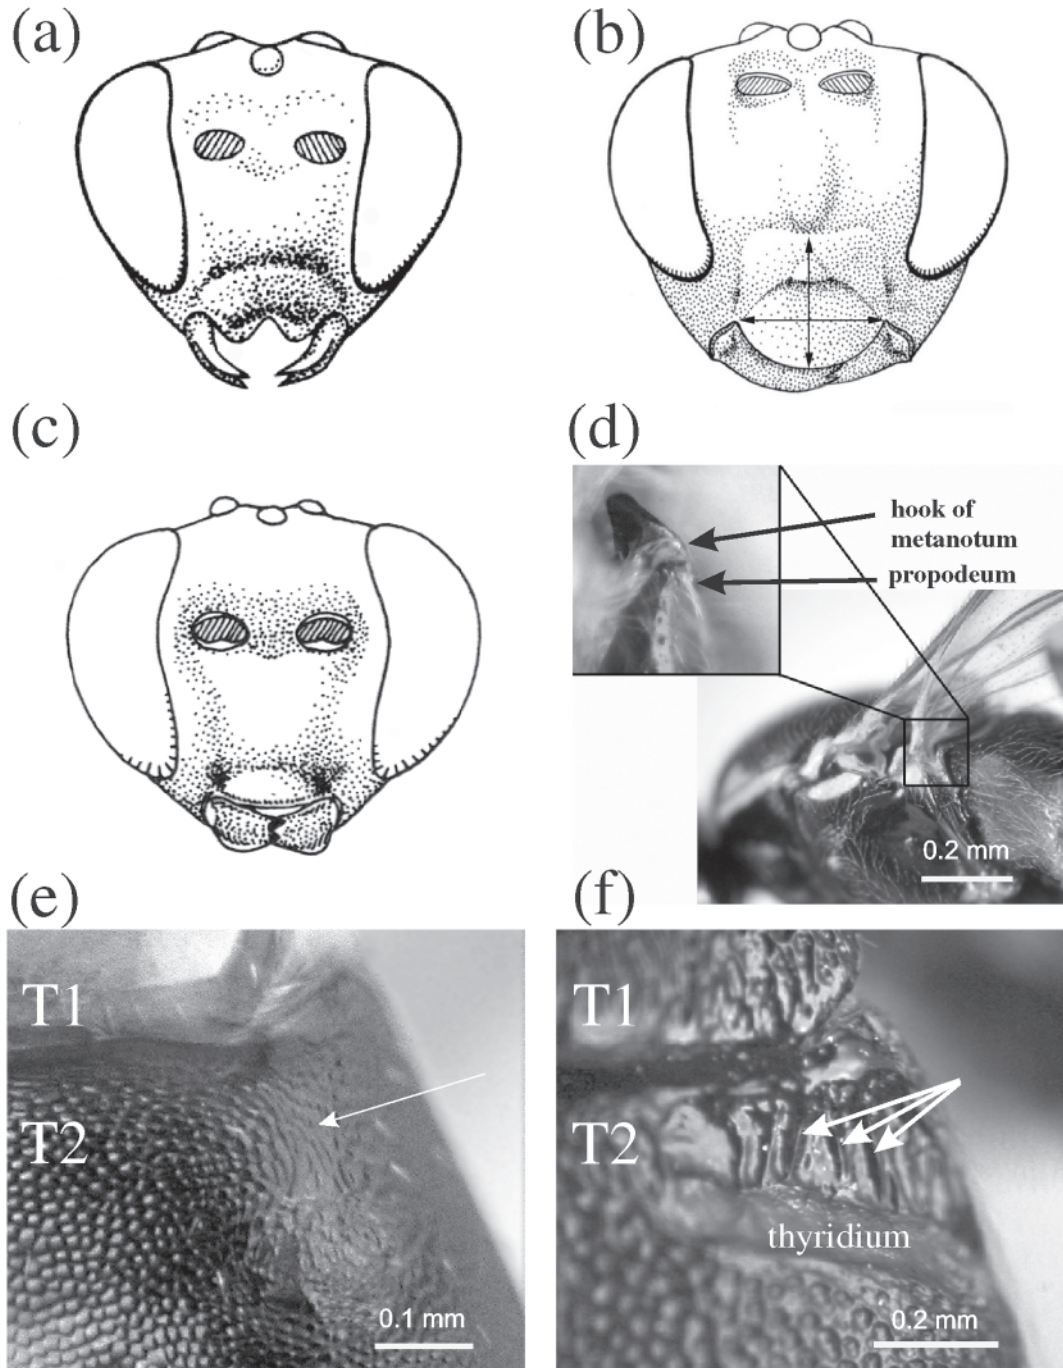 (a)
(b)
(c)
(d)
hook of
metanotum
propodeum
0.2 mm
(e)
(f)
T1
T2
0.1 mm
T1
T2
thyridium
0.2 mm